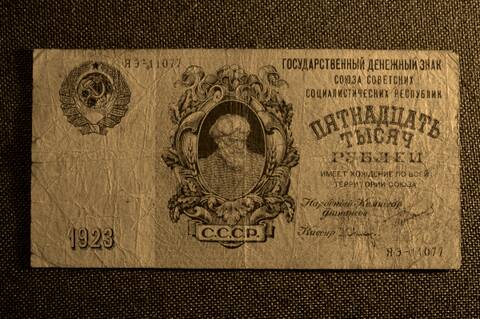 ЯЭ-11077
ГОСУДАРСТВЕННЫЙ ДЕНЕЖНЫЙ ЗНАК
СОЮЗА СОВЕТСКИХ
СОЦИАЛИСТИЧЕСКИХ РЕСПУБЛИК
ПЯТНАДЦАТЬ
ТЫСЯЧ
РУБЛЕЙ
ИМЕЕТ ХОЖДЕНИЕ ПО ВСЕЙ
ТЕРРИТОРИИ СОЮЗА
Народный Комиссар
финансов
Кассир
С.С.С.Р.
1923
ЯЭ-11077